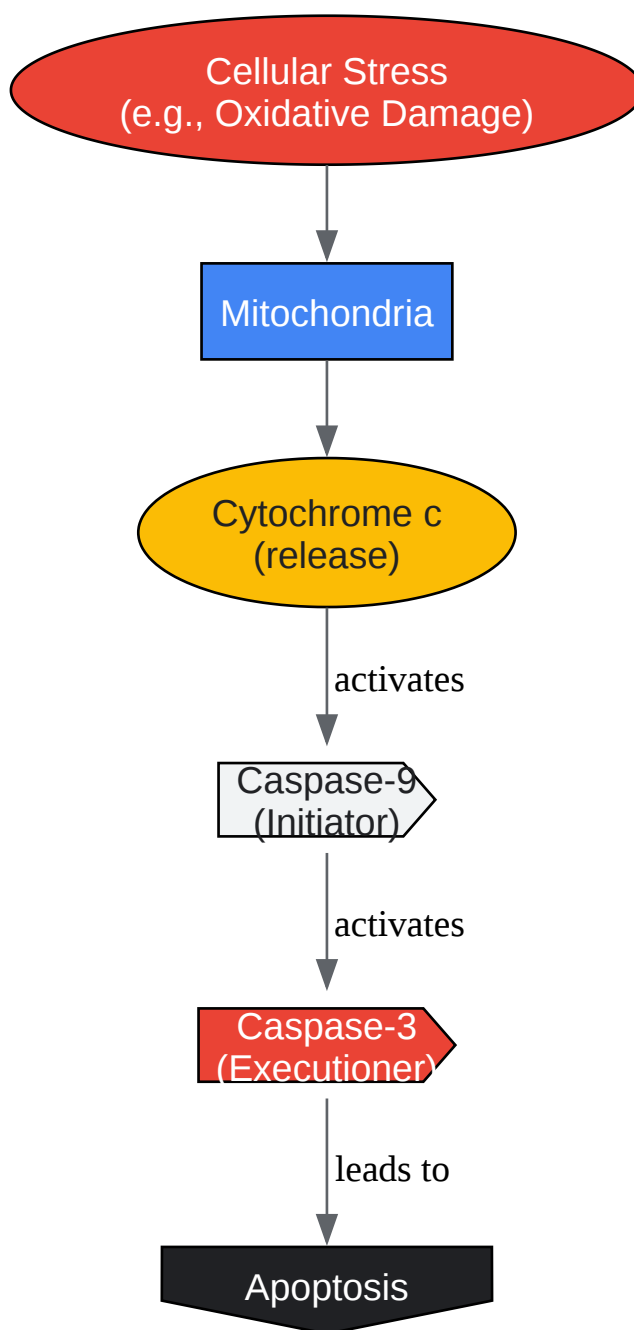 Cellular Stress
(e.g., Oxidative Damage)
Mitochondria
Cytochrome c
(release)
activates
Caspase-9
(Initiator)
activates
Caspase-3
(Executioner)
leads to
Apoptosis